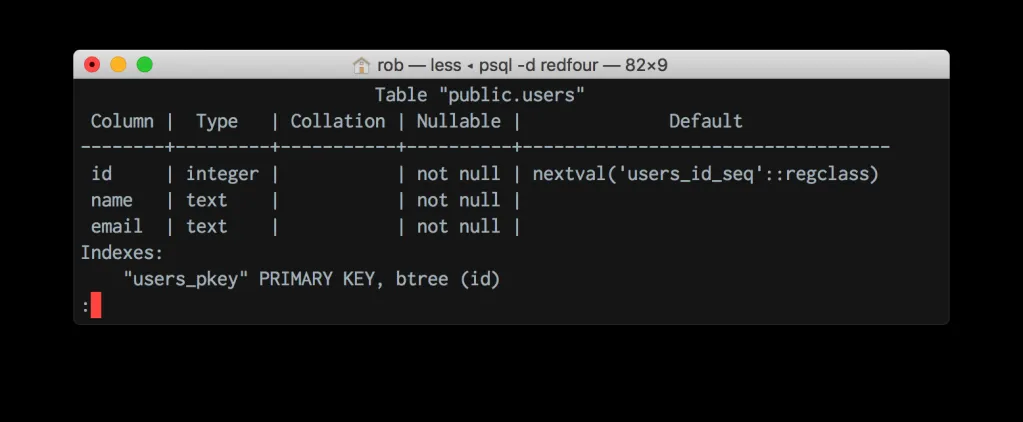 rob — less ◂ psql -d redfour — 82×9
                            Table "public.users"
 Column |  Type   | Collation | Nullable |              Default
--------+---------+-----------+----------+-----------------------------------
 id     | integer |           | not null | nextval('users_id_seq'::regclass)
 name   | text    |           | not null |
 email  | text    |           | not null |
Indexes:
    "users_pkey" PRIMARY KEY, btree (id)
: